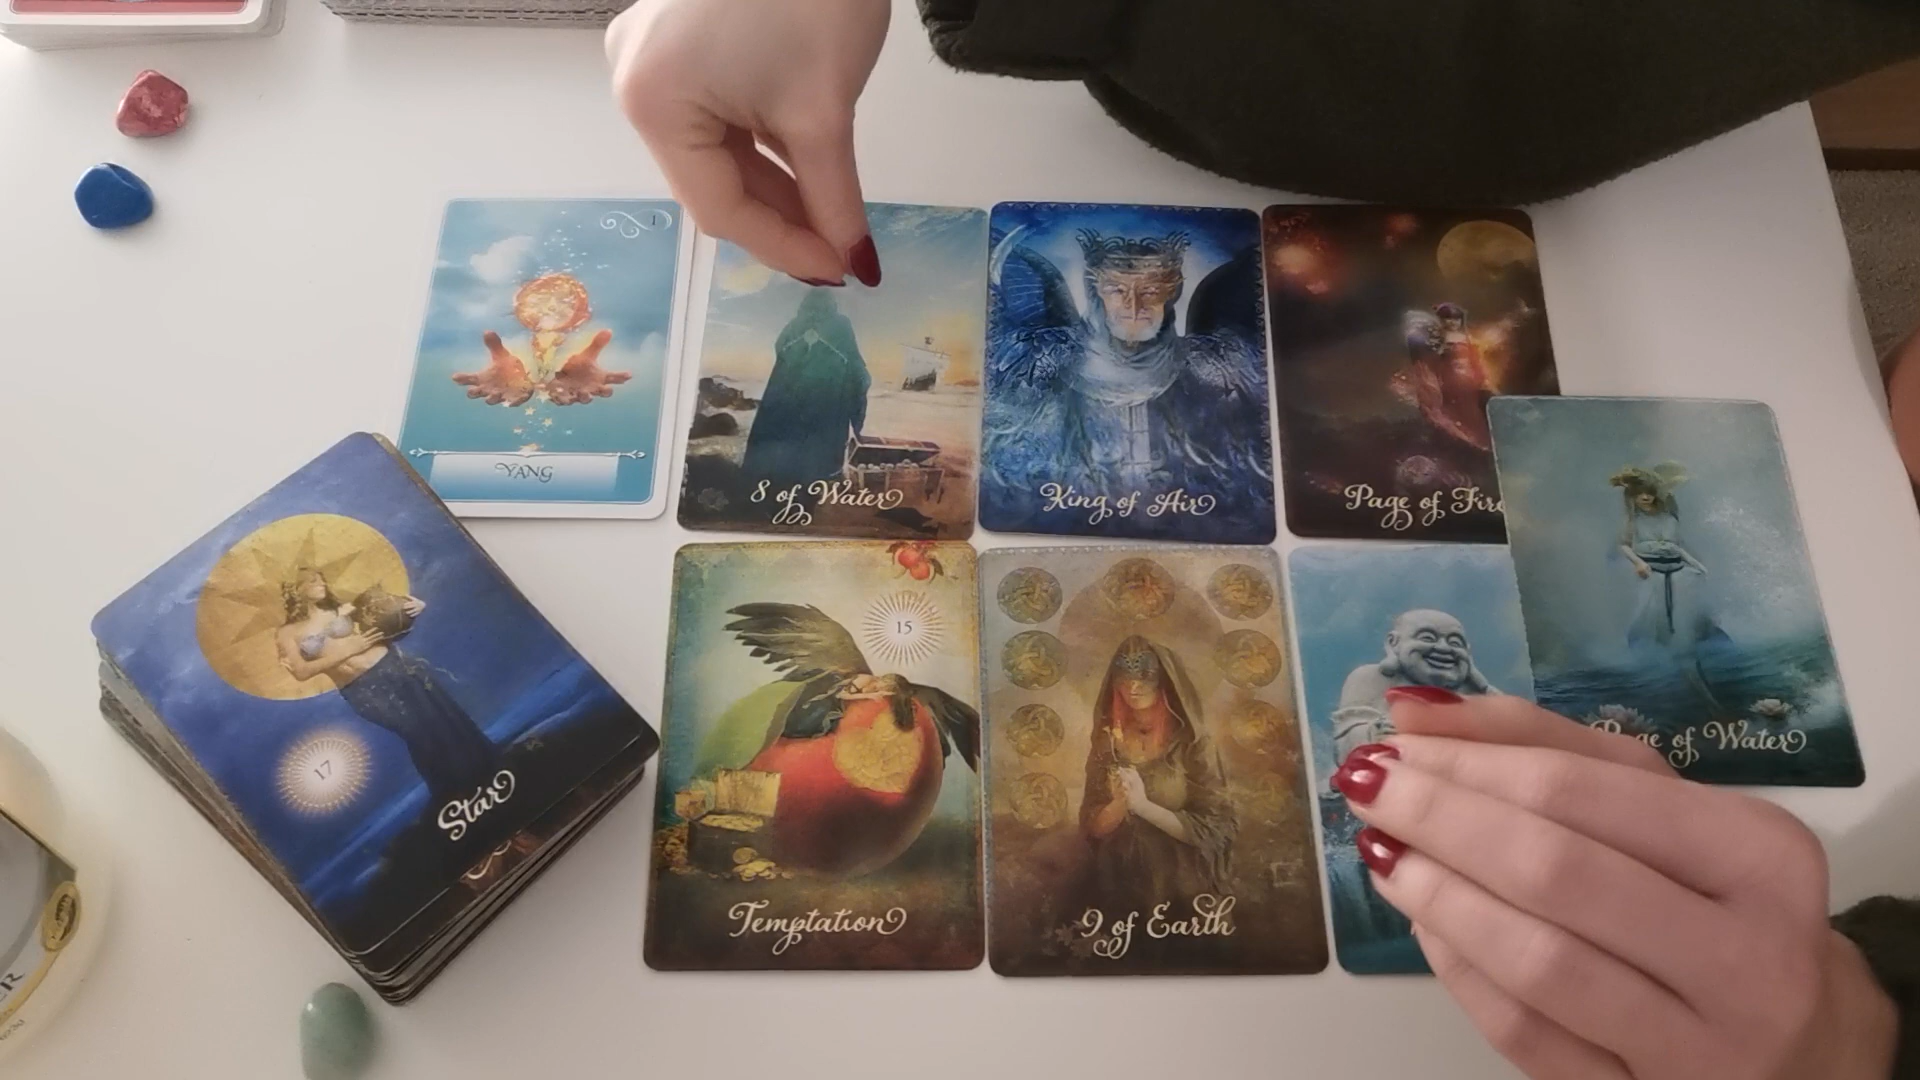 1
YANG
8 of Water
King of Air
Page of Fire
Page of Water
17
Star
15
Temptation
9 of Earth